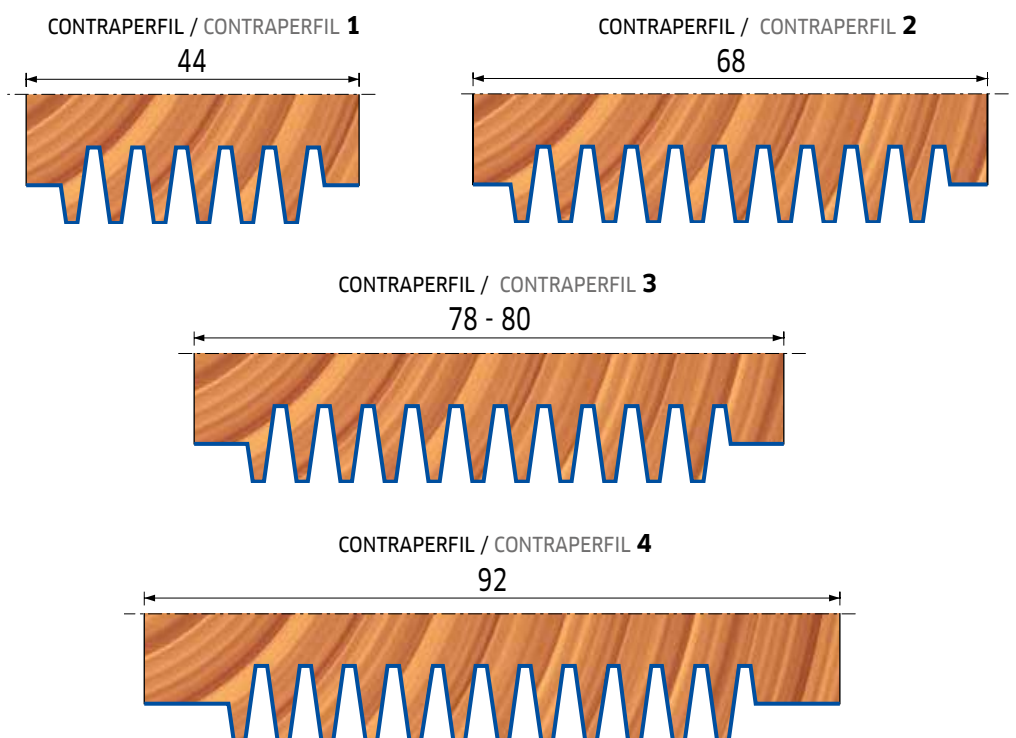 CONTRAPERFIL / CONTRAPERFIL 1
44
CONTRAPERFIL / CONTRAPERFIL 2
68
CONTRAPERFIL / CONTRAPERFIL 3
78 - 80
CONTRAPERFIL / CONTRAPERFIL 4
92